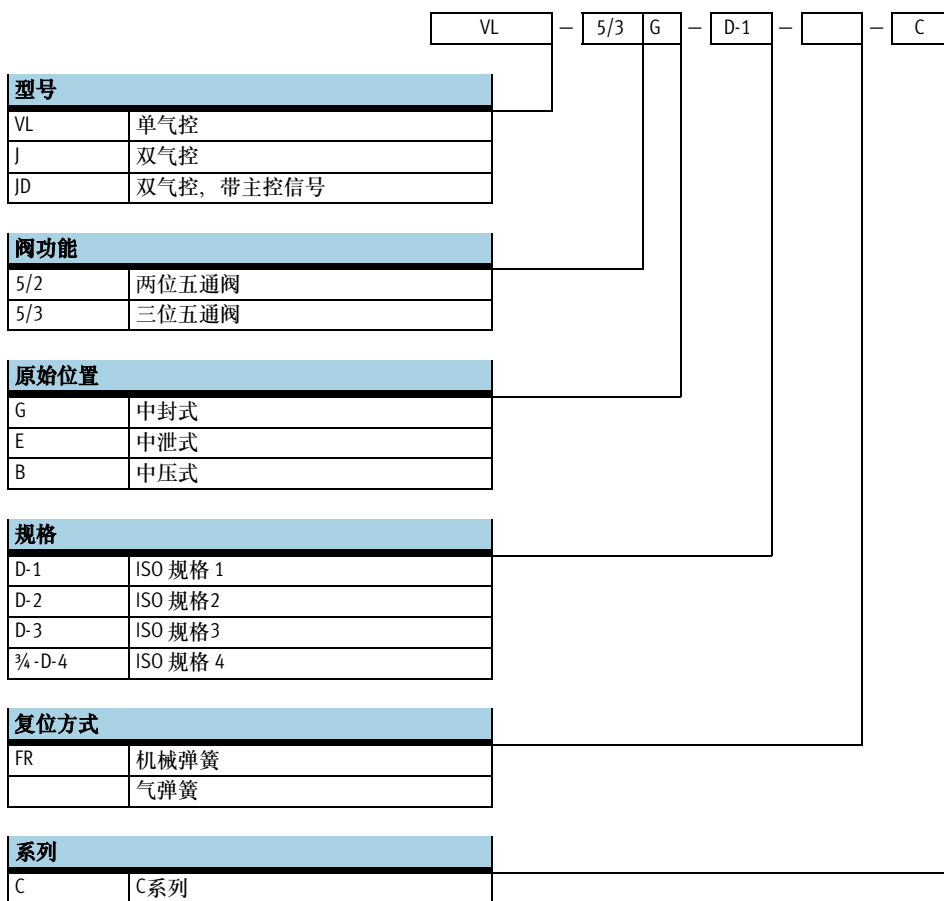 VL – 5/3 G – D-1 – – C
型号
VL 单气控
J 双气控
JD 双气控，带主控信号
阀功能
5/2 两位五通阀
5/3 三位五通阀
原始位置
G 中封式
E 中泄式
B 中压式
规格
D-1 ISO 规格 1
D-2 ISO 规格2
D-3 ISO 规格3
¾-D-4 ISO 规格 4
复位方式
FR 机械弹簧
气弹簧
系列
C C系列